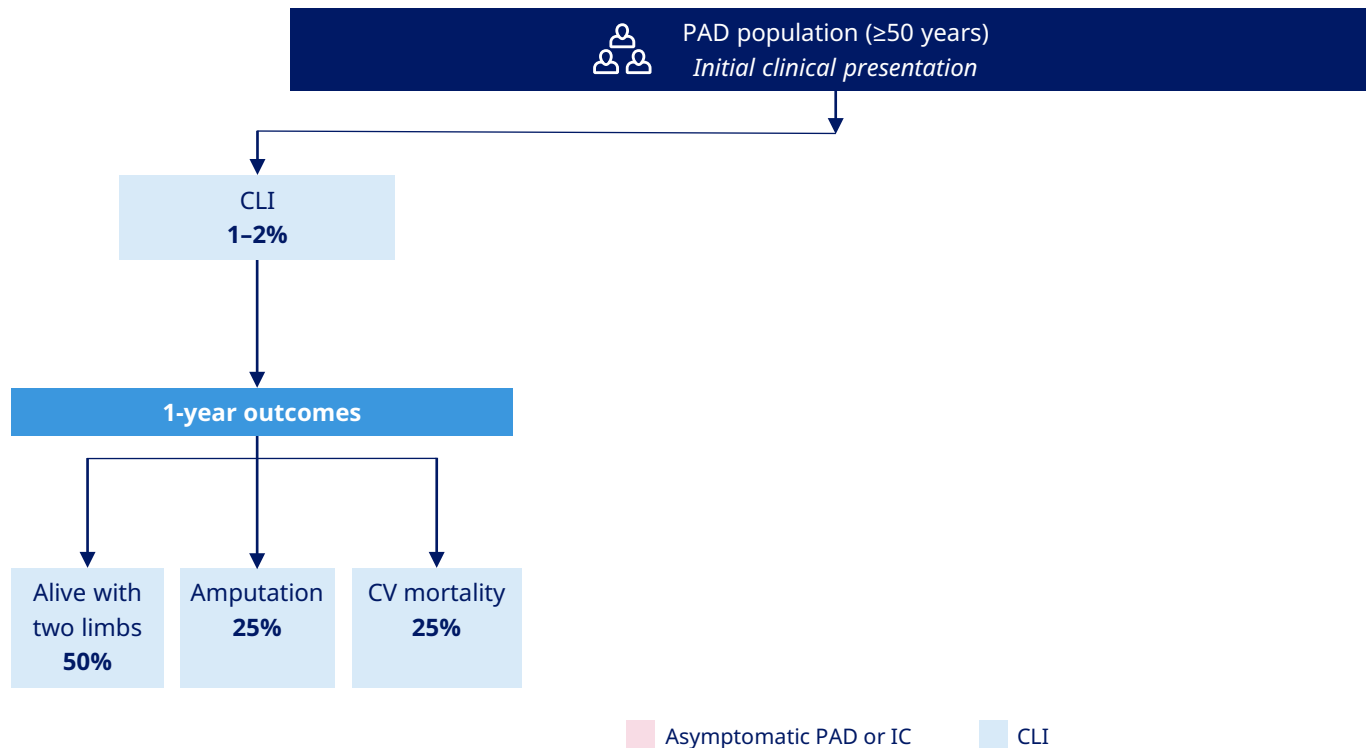 PAD population (≥50 years)
Initial clinical presentation
CLI
1–2%
1-year outcomes
Alive with
two limbs
50%
Amputation
25%
CV mortality
25%
Asymptomatic PAD or IC
CLI